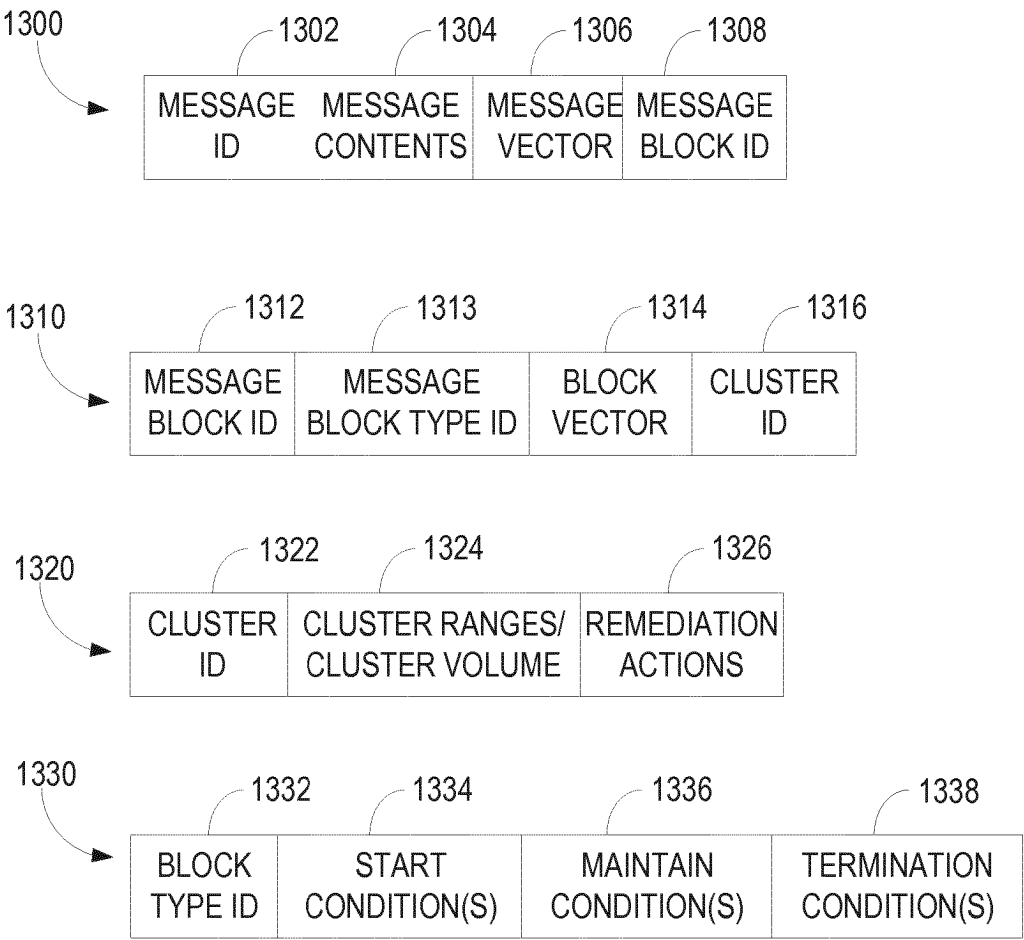 1300
1302 1304 1306 1308
MESSAGE MESSAGE MESSAGE MESSAGE
ID CONTENTS VECTOR BLOCK ID
1310
1312 1313 1314 1316
MESSAGE MESSAGE BLOCK CLUSTER
BLOCK ID BLOCK TYPE ID VECTOR ID
1320
1322 1324 1326
CLUSTER CLUSTER RANGES/ REMEDIATION
ID CLUSTER VOLUME ACTIONS
1330
1332 1334 1336 1338
BLOCK START MAINTAIN TERMINATION
TYPE ID CONDITION(S) CONDITION(S) CONDITION(S)